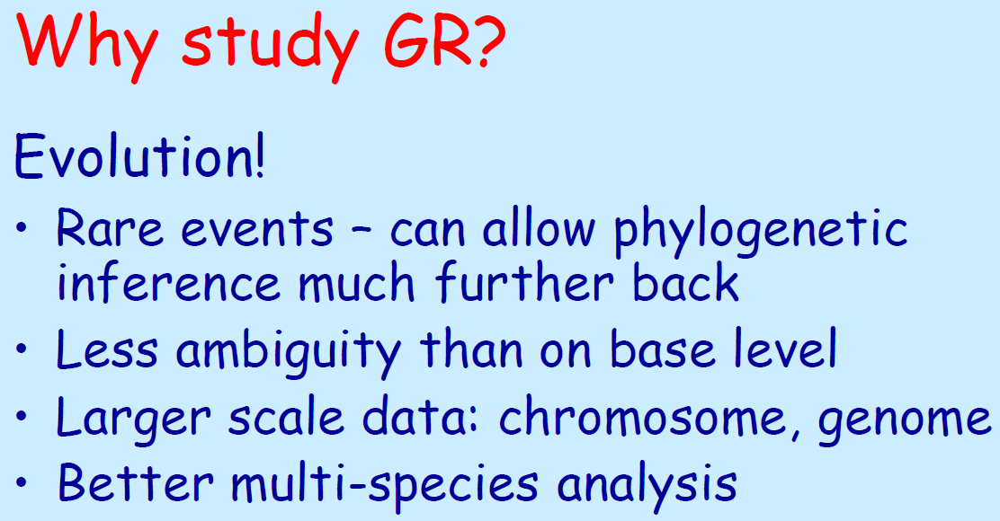 Why study GR?
Evolution!
• Rare events – can allow phylogenetic
inference much further back
• Less ambiguity than on base level
• Larger scale data: chromosome, genome
• Better multi-species analysis